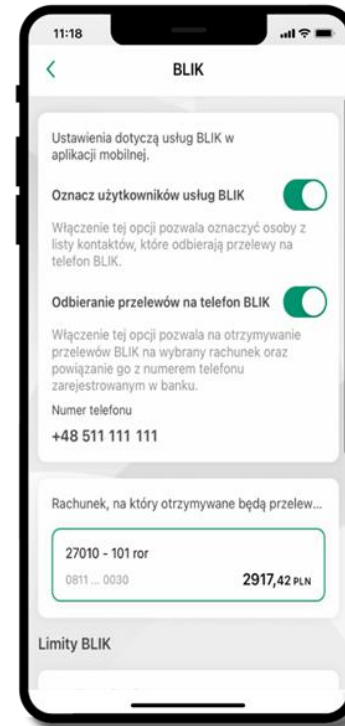 11:18
BLIK
Ustawienia dotyczą usług BLIK w
aplikacji mobilnej.
Oznacz użytkowników usług BLIK
Włączenie tej opcji pozwala oznaczyć osoby z
listy kontaktów, które odbierają przelewy na
telefon BLIK.
Odbieranie przelewów na telefon BLIK
Włączenie tej opcji pozwala na otrzymywanie
przelewów BLIK na wybrany rachunek oraz
powiązanie go z numerem telefonu
zarejestrowanym w banku.
Numer telefonu
+48 511 111 111
Rachunek, na który otrzymywane będą przelew...
27010 - 101 ror
0811 ... 0030
2917,42 PLN
Limity BLIK